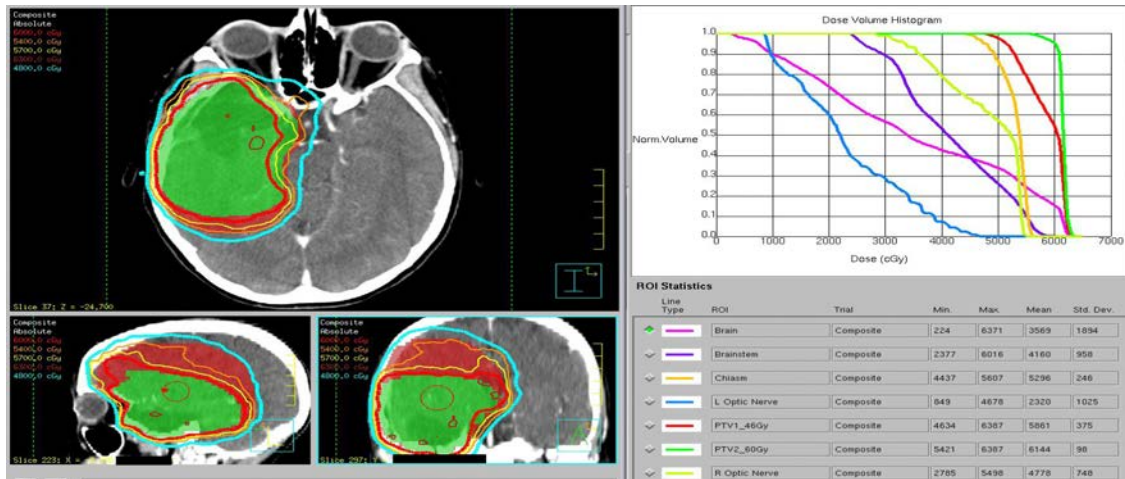 Composite
Absolute
6000.0 cGy
5400.0 cGy
5700.0 cGy
6300.0 cGy
4800.0 cGy
Slice 37: Z = -24.700
Composite
Absolute
6000.0 cGy
5400.0 cGy
5700.0 cGy
6300.0 cGy
4800.0 cGy
Slice 223: X =
Composite
Absolute
6000.0 cGy
5400.0 cGy
5700.0 cGy
6300.0 cGy
4800.0 cGy
Slice 297: Y
Dose Volume Histogram
1.0
0.9
0.8
0.7
0.6
Norm.Volume
0.5
0.4
0.3
0.2
0.1
0.0
0 1000 2000 3000 4000 5000 6000 7000
Dose (cGy)
ROI Statistics
Line Type ROI Trial Min. Max. Mean Std. Dev.
Brain Composite 224 6371 3569 1894
Brainstem Composite 2377 6016 4160 958
Chiasm Composite 4437 5607 5296 246
L Optic Nerve Composite 849 4678 2320 1025
PTV1_46Gy Composite 4634 6387 5861 375
PTV2_60Gy Composite 5421 6387 6144 98
R Optic Nerve Composite 2785 5498 4778 748